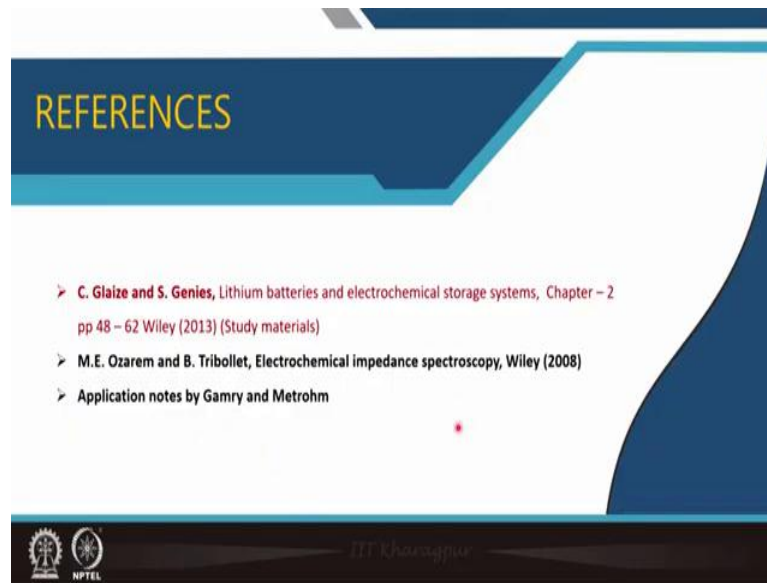 REFERENCES
➢ C. Glaize and S. Genies, Lithium batteries and electrochemical storage systems, Chapter – 2
pp 48 – 62 Wiley (2013) (Study materials)
➢ M.E. Ozarem and B. Tribollet, Electrochemical impedance spectroscopy, Wiley (2008)
➢ Application notes by Gamry and Metrohm
IIT Kharagpur
NPTEL